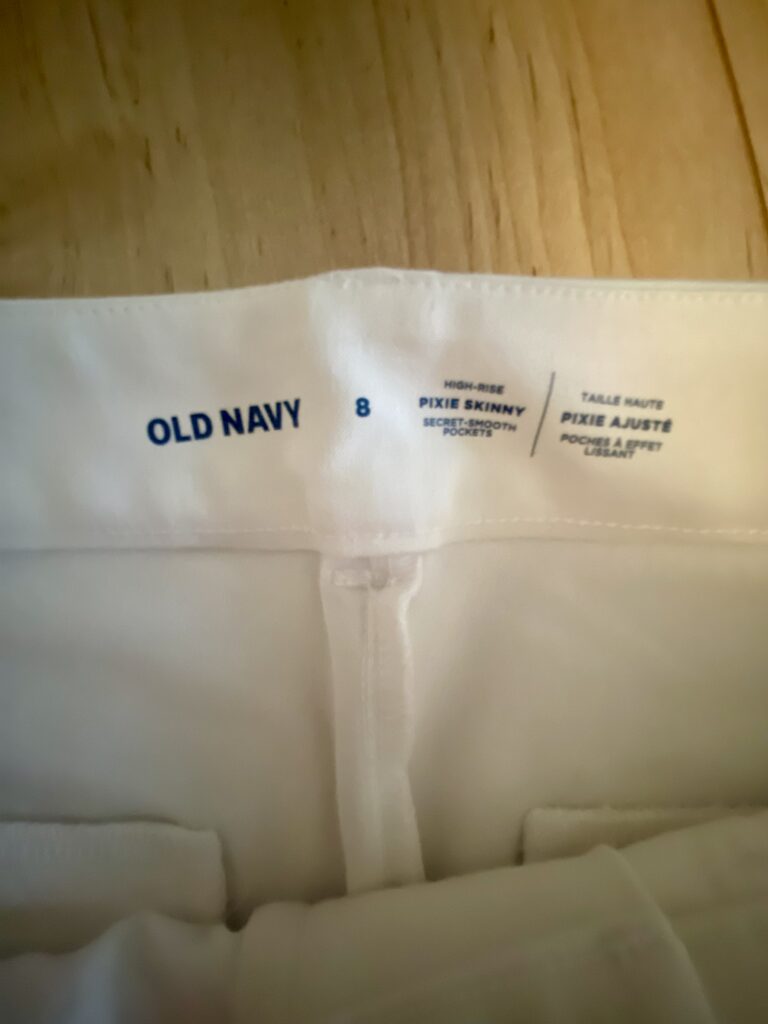 OLD NAVY
8
HIGH-RISE
PIXIE SKINNY
SECRET-SMOOTH
POCKETS
TAILLE HAUTE
PIXIE AJUSTÉ
POCHES À EFFET
LISSANT